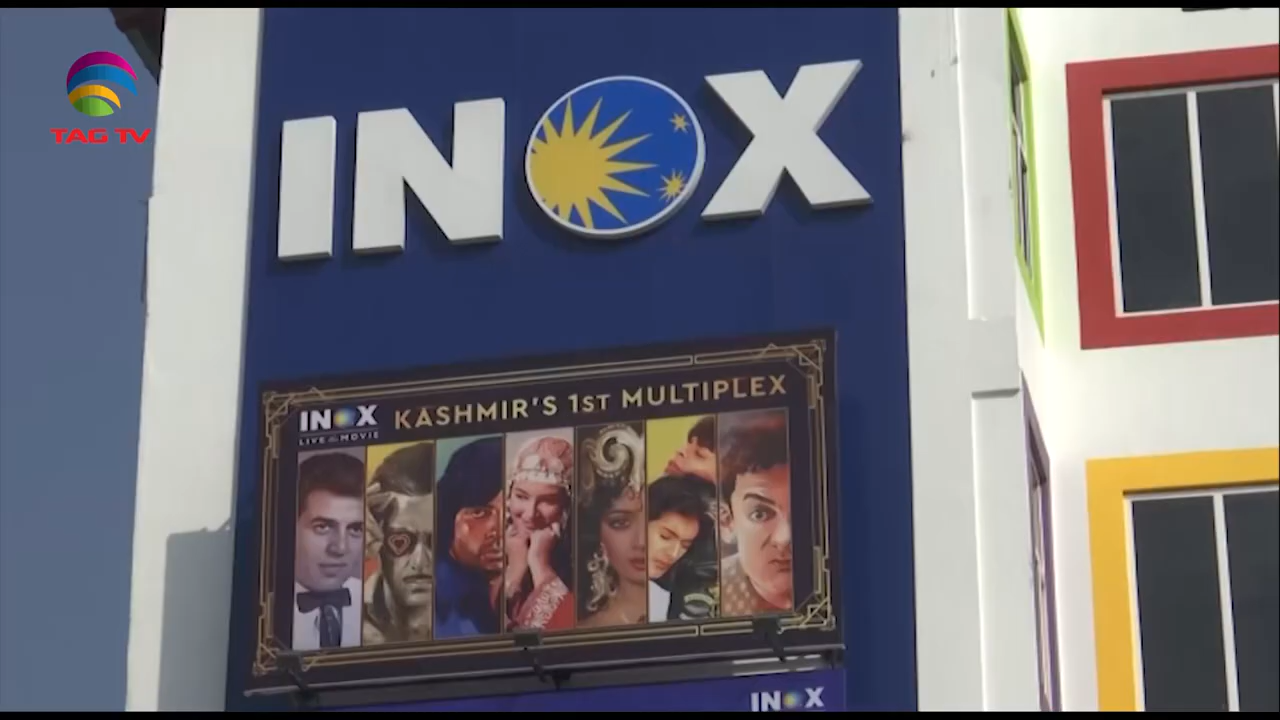 TAG TV
INOX
INOX
LIVE the MOVIE
KASHMIR'S 1ST MULTIPLEX
INOX